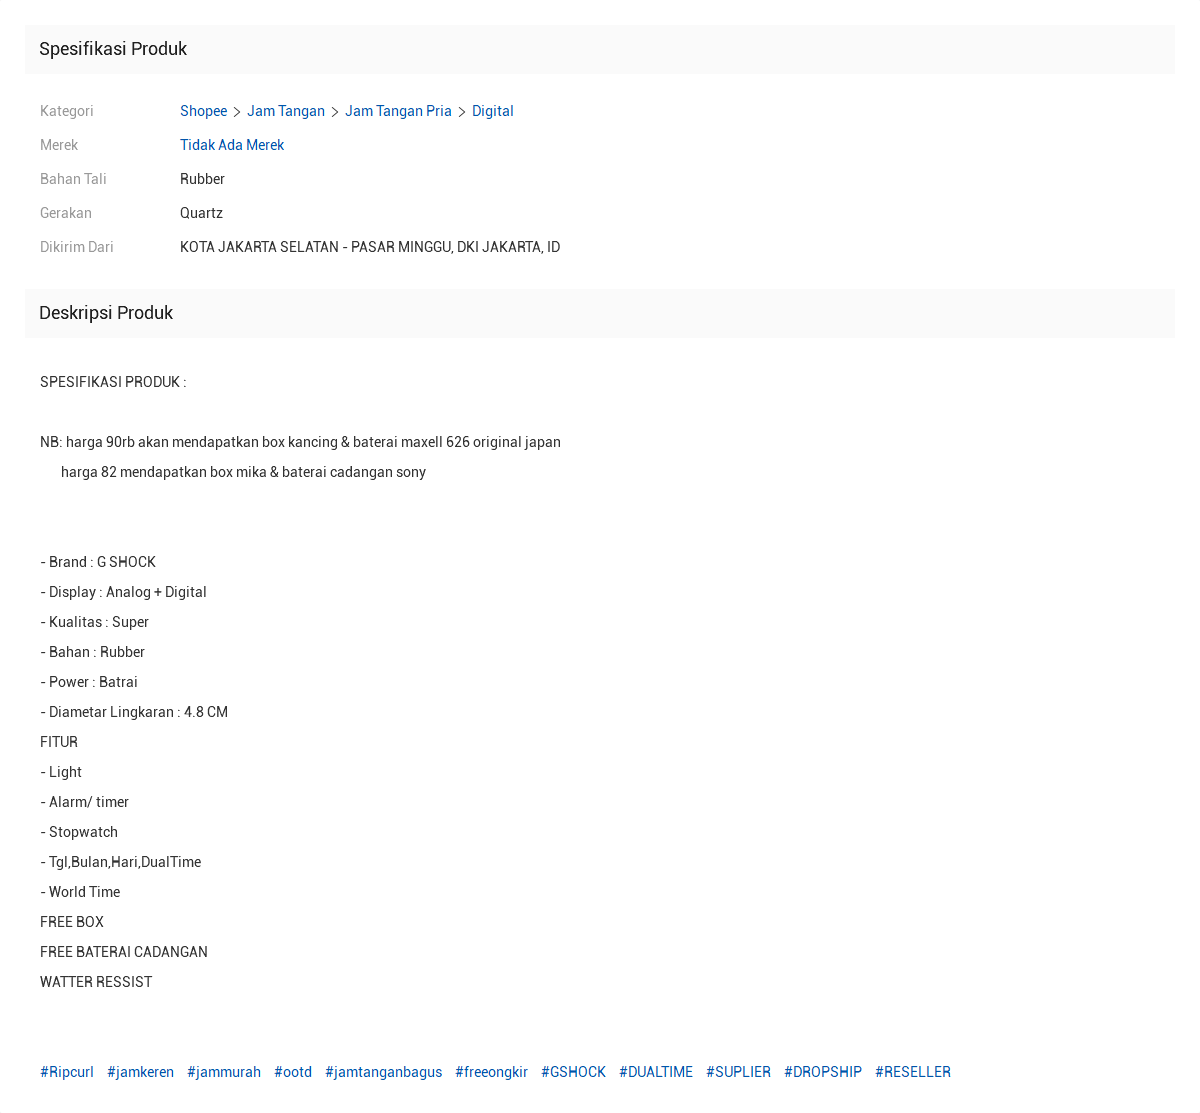 Spesifikasi Produk
Kategori Shopee > Jam Tangan > Jam Tangan Pria > Digital
Merek Tidak Ada Merek
Bahan Tali Rubber
Gerakan Quartz
Dikirim Dari KOTA JAKARTA SELATAN - PASAR MINGGU, DKI JAKARTA, ID
Deskripsi Produk
SPESIFIKASI PRODUK :
NB: harga 90rb akan mendapatkan box kancing & baterai maxell 626 original japan
harga 82 mendapatkan box mika & baterai cadangan sony
- Brand : G SHOCK
- Display : Analog + Digital
- Kualitas : Super
- Bahan : Rubber
- Power : Batrai
- Diametar Lingkaran : 4.8 CM
FITUR
- Light
- Alarm/ timer
- Stopwatch
- Tgl,Bulan,Hari,DualTime
- World Time
FREE BOX
FREE BATERAI CADANGAN
WATTER RESSIST
#Ripcurl #jamkeren #jammurah #ootd #jamtanganbagus #freeongkir #GSHOCK #DUALTIME #SUPLIER #DROPSHIP #RESELLER